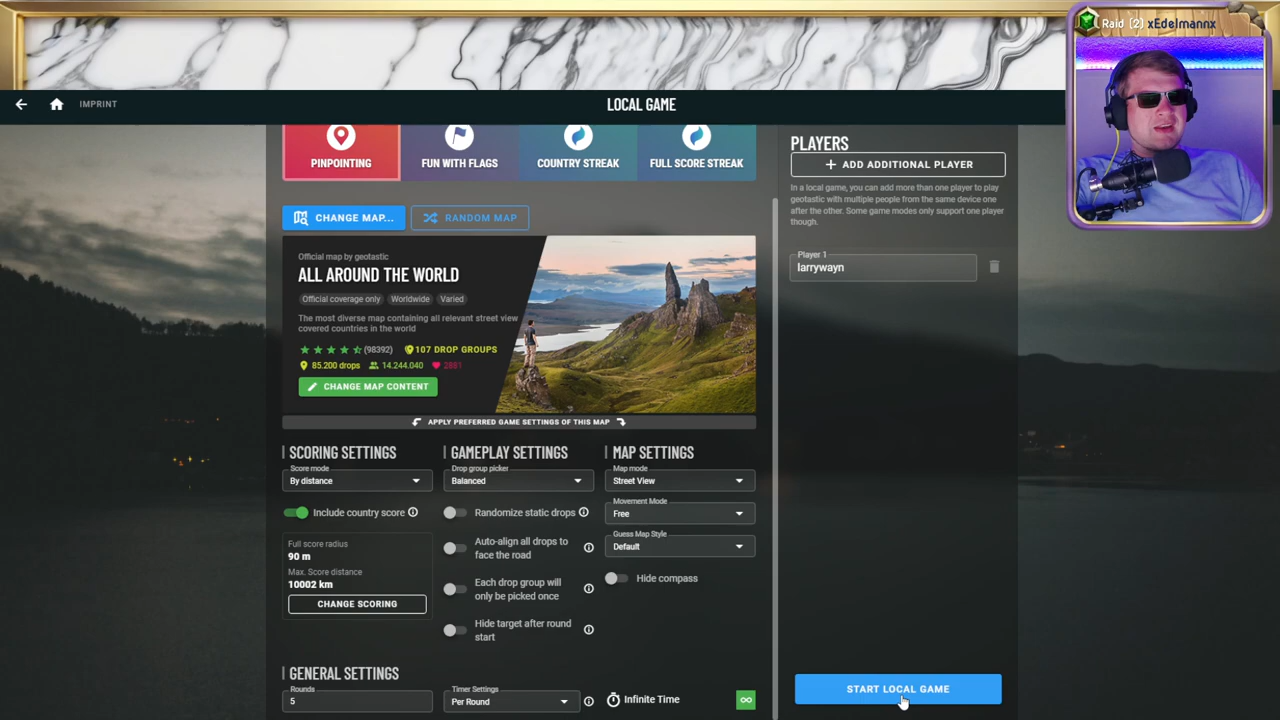 Raid (2) xEdelmannx
IMPRINT
LOCAL GAME
PINPOINTING
FUN WITH FLAGS
COUNTRY STREAK
FULL SCORE STREAK
CHANGE MAP...
RANDOM MAP
Official map by geotastic
ALL AROUND THE WORLD
Official coverage only
Worldwide
Varied
The most diverse map containing all relevant street view
covered countries in the world
(98392)
107 DROP GROUPS
85.200 drops
14.244.040
2881
CHANGE MAP CONTENT
APPLY PREFERRED GAME SETTINGS OF THIS MAP
SCORING SETTINGS
Score mode
By distance
Include country score
Full score radius
90 m
Max. Score distance
10002 km
CHANGE SCORING
GAMEPLAY SETTINGS
Drop group picker
Balanced
Randomize static drops
Auto-align all drops to
face the road
Each drop group will
only be picked once
Hide target after round
start
MAP SETTINGS
Map mode
Street View
Movement Mode
Free
Guess Map Style
Default
Hide compass
GENERAL SETTINGS
Rounds
5
Timer Settings
Per Round
Infinite Time
PLAYERS
ADD ADDITIONAL PLAYER
In a local game, you can add more than one player to play
geotastic with multiple people from the same device one
after the other. Some game modes only support one player
though.
Player 1
larrywayn
START LOCAL GAME